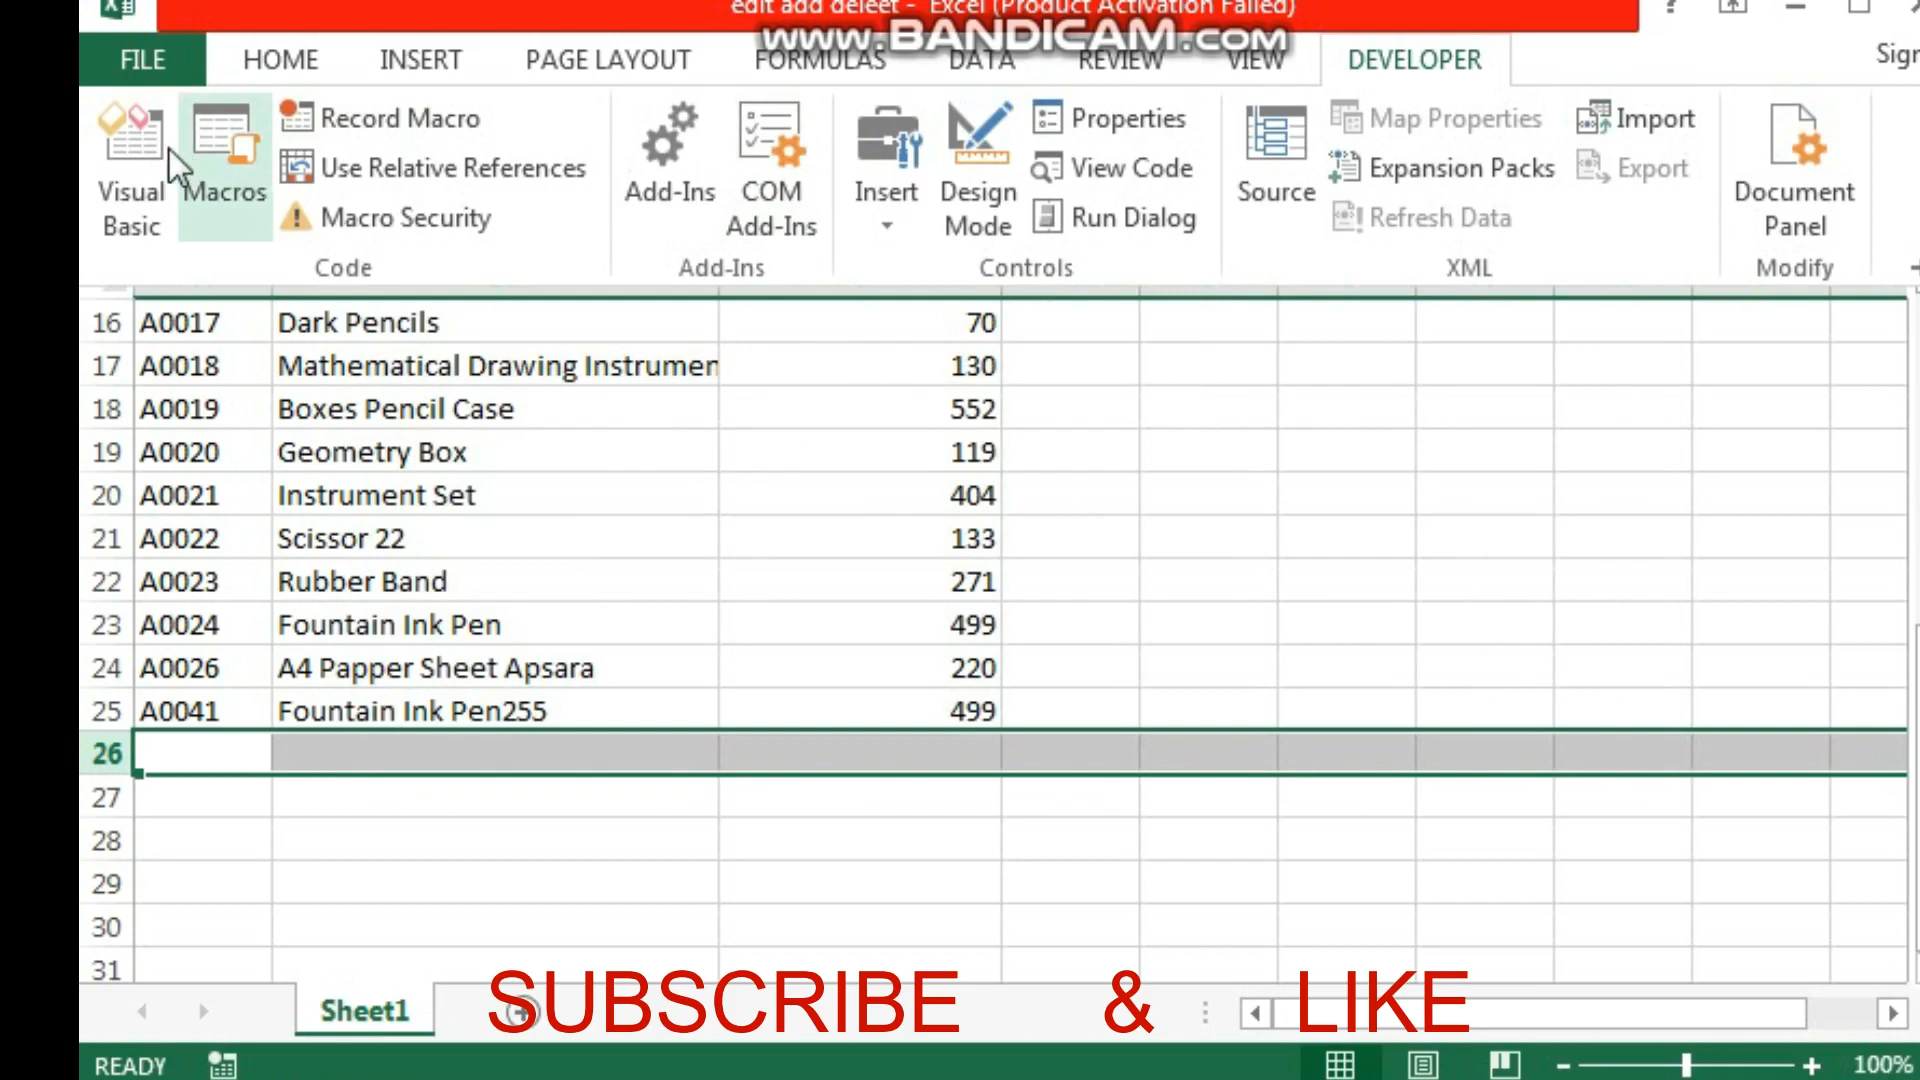 edit add deleet - Excel (Product Activation Failed)
www.BANDICAM.com
FILE HOME INSERT PAGE LAYOUT FORMULAS DATA REVIEW VIEW DEVELOPER
Visual Basic
Macros
Record Macro
Use Relative References
Macro Security
Code
Add-Ins
COM Add-Ins
Add-Ins
Insert
Design Mode
Properties
View Code
Run Dialog
Controls
Source
Map Properties
Expansion Packs
Refresh Data
Import
Export
XML
Document Panel
Modify
16 A0017 Dark Pencils 70
17 A0018 Mathematical Drawing Instrumen 130
18 A0019 Boxes Pencil Case 552
19 A0020 Geometry Box 119
20 A0021 Instrument Set 404
21 A0022 Scissor 22 133
22 A0023 Rubber Band 271
23 A0024 Fountain Ink Pen 499
24 A0026 A4 Papper Sheet Apsara 220
25 A0041 Fountain Ink Pen255 499
26
27
28
29
30
31
Sheet1
SUBSCRIBE & LIKE
READY
100%